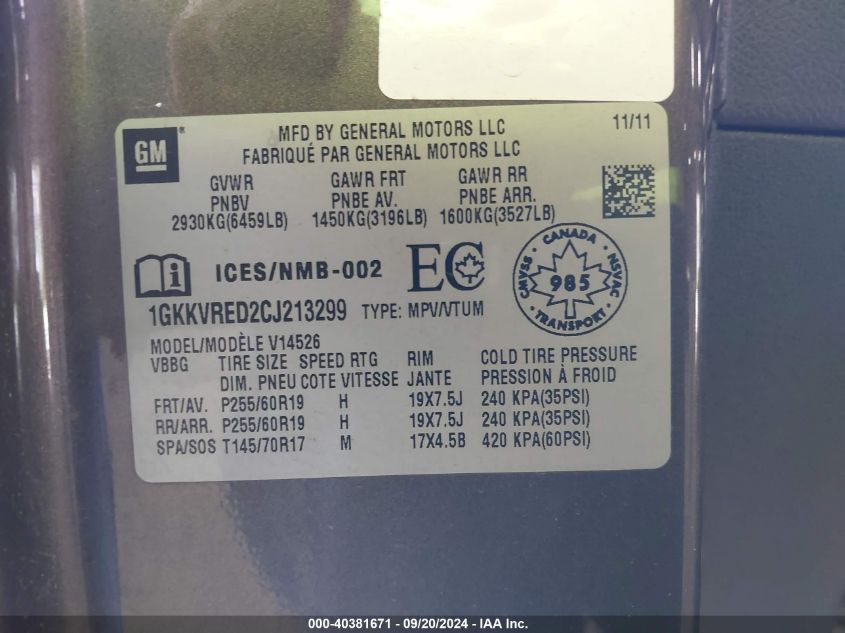 GM®
MFD BY GENERAL MOTORS LLC 11/11
FABRIQUÉ PAR GENERAL MOTORS LLC
GVWR GAWR FRT GAWR RR
PNBV PNBE AV. PNBE ARR.
2930KG(6459LB) 1450KG(3196LB) 1600KG(3527LB)
i ICES/NMB-002 EC
CANADA
CMVSS 985 NSVAC
TRANSPORT
1GKKVRED2CJ213299 TYPE: MPV/VTUM
MODEL/MODÈLE V14526
VBBG TIRE SIZE SPEED RTG RIM COLD TIRE PRESSURE
DIM. PNEU COTE VITESSE JANTE PRESSION À FROID
FRT/AV. P255/60R19 H 19X7.5J 240 KPA(35PSI)
RR/ARR. P255/60R19 H 19X7.5J 240 KPA(35PSI)
SPA/SOS T145/70R17 M 17X4.5B 420 KPA(60PSI)
000-40381671 - 09/20/2024 - IAA Inc.